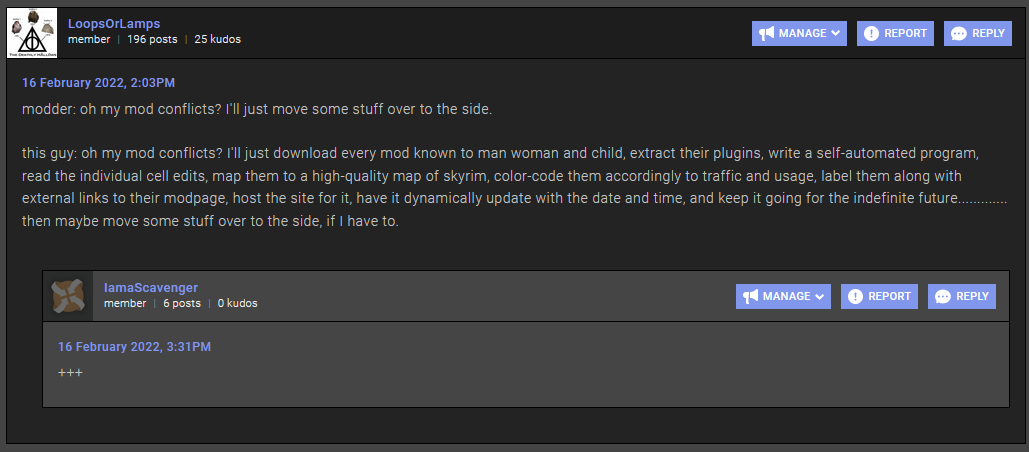 LoopsOrLamps
member | 196 posts | 25 kudos
MANAGE
REPORT
REPLY
16 February 2022, 2:03PM
modder: oh my mod conflicts? I'll just move some stuff over to the side.
this guy: oh my mod conflicts? I'll just download every mod known to man woman and child, extract their plugins, write a self-automated program,
read the individual cell edits, map them to a high-quality map of skyrim, color-code them accordingly to traffic and usage, label them along with
external links to their modpage, host the site for it, have it dynamically update with the date and time, and keep it going for the indefinite future.............
then maybe move some stuff over to the side, if I have to.
IamaScavenger
member | 6 posts | 0 kudos
MANAGE
REPORT
REPLY
16 February 2022, 3:31PM
+++